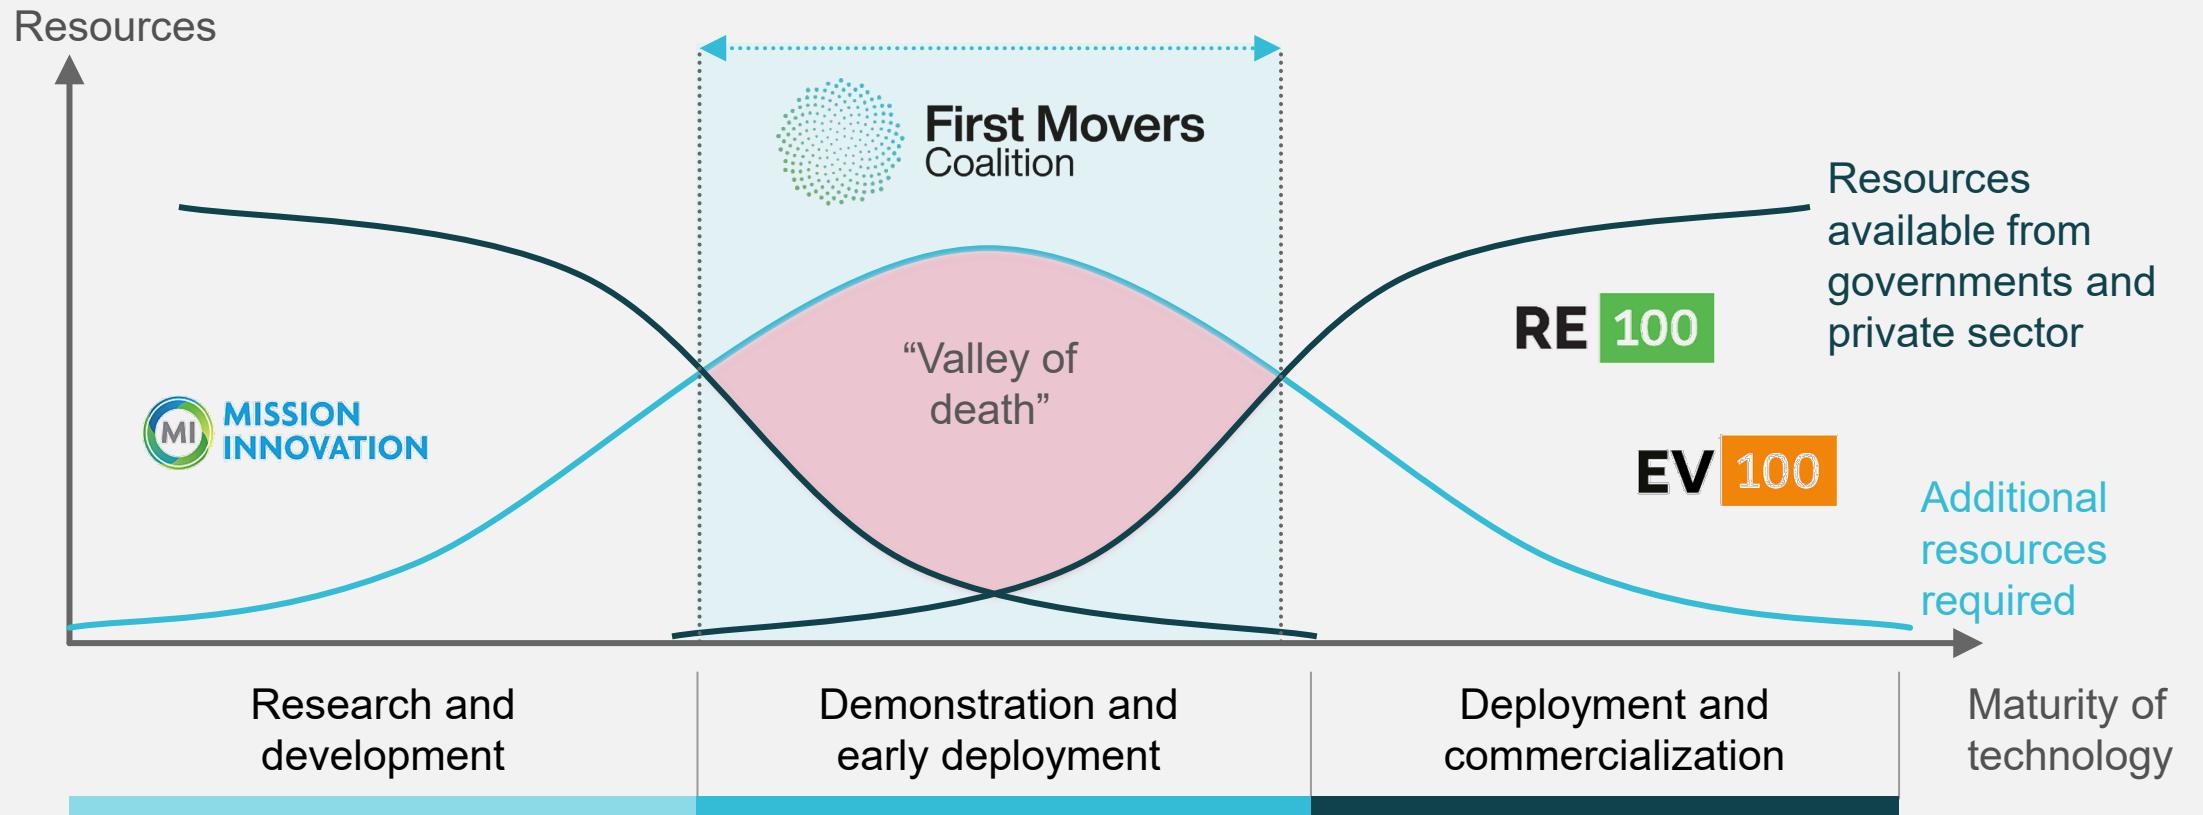 Resources
First Movers
Coalition
Resources
available from
governments and
private sector
RE 100
“Valley of
death”
MI MISSION
INNOVATION
EV 100
Additional
resources
required
Research and
development
Demonstration and
early deployment
Deployment and
commercialization
Maturity of
technology